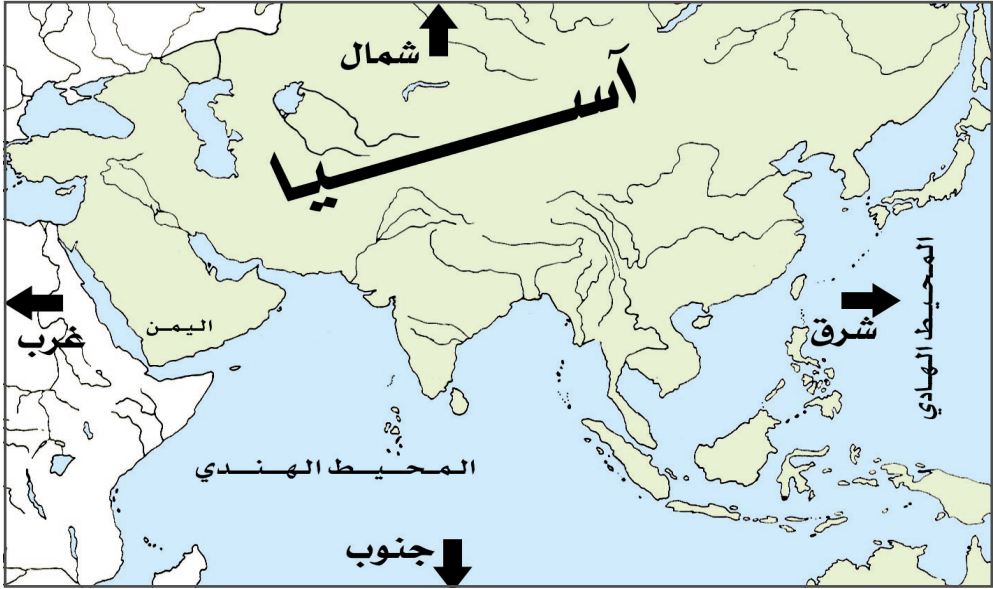 شمال
آسيا
المحيط الهادي
شرق
اليمن
غرب
المحيط الهندي
جنوب